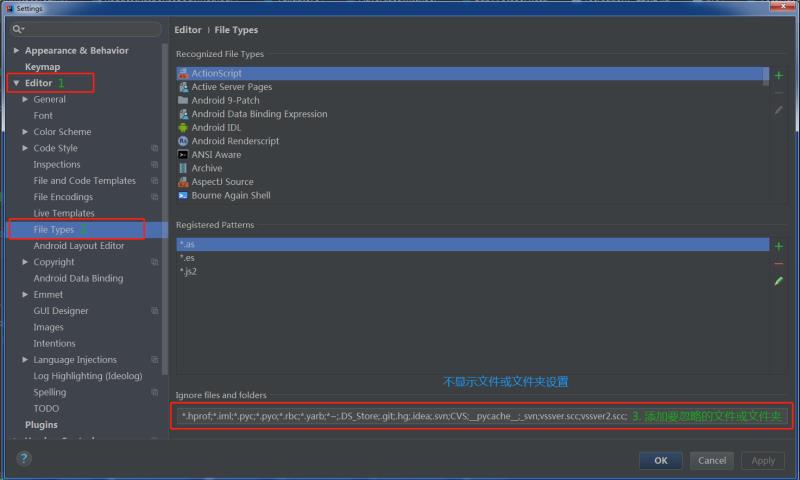 Settings
Appearance & Behavior
Keymap
Editor 1
General
Font
Color Scheme
Code Style
Inspections
File and Code Templates
File Encodings
Live Templates
File Types
Android Layout Editor
Copyright
Android Data Binding
Emmet
GUI Designer
Images
Intentions
Language Injections
Log Highlighting (Ideolog)
Spelling
TODO
Plugins
Editor › File Types
Recognized File Types
ActionScript
Active Server Pages
Android 9-Patch
Android Data Binding Expression
Android IDL
Android Renderscript
ANSI Aware
Archive
AspectJ Source
Bourne Again Shell
Registered Patterns
*.as
*.es
*.js2
不显示文件或文件夹设置
Ignore files and folders
*.hprof;*.iml;*.pyc;*.pyo;*.rbc;*.yarb;*~;.DS_Store;.git;.hg;.idea;.svn;CVS;__pycache__;_svn;vssver.scc;vssver2.scc; 3. 添加要忽略的文件或文件夹
?
OK
Cancel
Apply